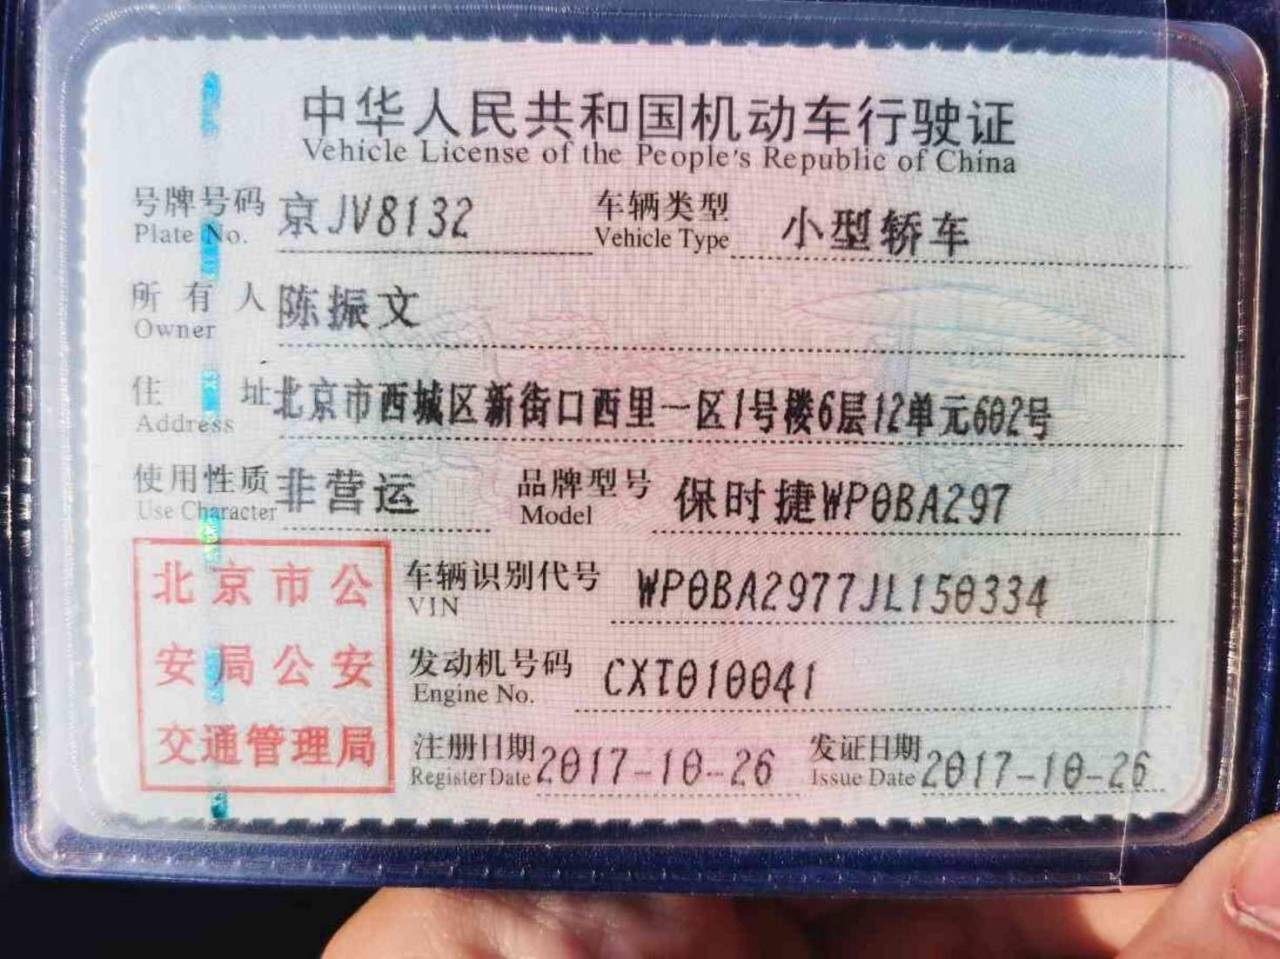 中华人民共和国机动车行驶证
Vehicle License of the People's Republic of China
号牌号码 京JV8132 车辆类型 小型轿车
Plate No. Vehicle Type
所有人 陈振文
Owner
住址 北京市西城区新街口西里一区1号楼6层12单元602号
Address
使用性质 非营运 品牌型号 保时捷WP0BA297
Use Character Model
北京市公
安局公安
交通管理局
车辆识别代号 WP0BA2977JL150334
VIN
发动机号码 CXT010041
Engine No.
注册日期 2017-10-26 发证日期 2017-10-26
Register Date Issue Date